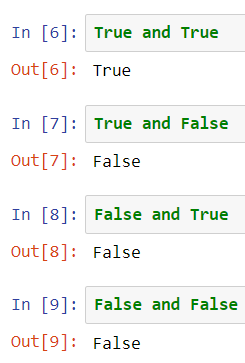 In [6]: True and True
Out[6]: True
In [7]: True and False
Out[7]: False
In [8]: False and True
Out[8]: False
In [9]: False and False
Out[9]: False